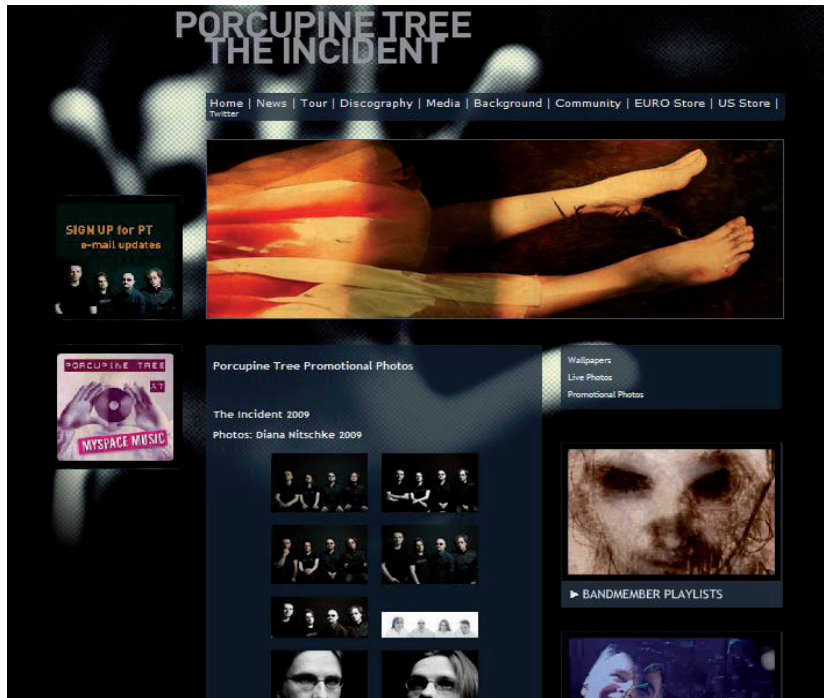 PORCUPINE TREE
THE INCIDENT
Home | News | Tour | Discography | Media | Background | Community | EURO Store | US Store |
Twitter
SIGN UP for PT
e-mail updates
PORCUPINE TREE
AT
MYSPACE MUSIC
Porcupine Tree Promotional Photos
The Incident 2009
Photos: Diana Nitschke 2009
Wallpapers
Live Photos
Promotional Photos
► BANDMEMBER PLAYLISTS